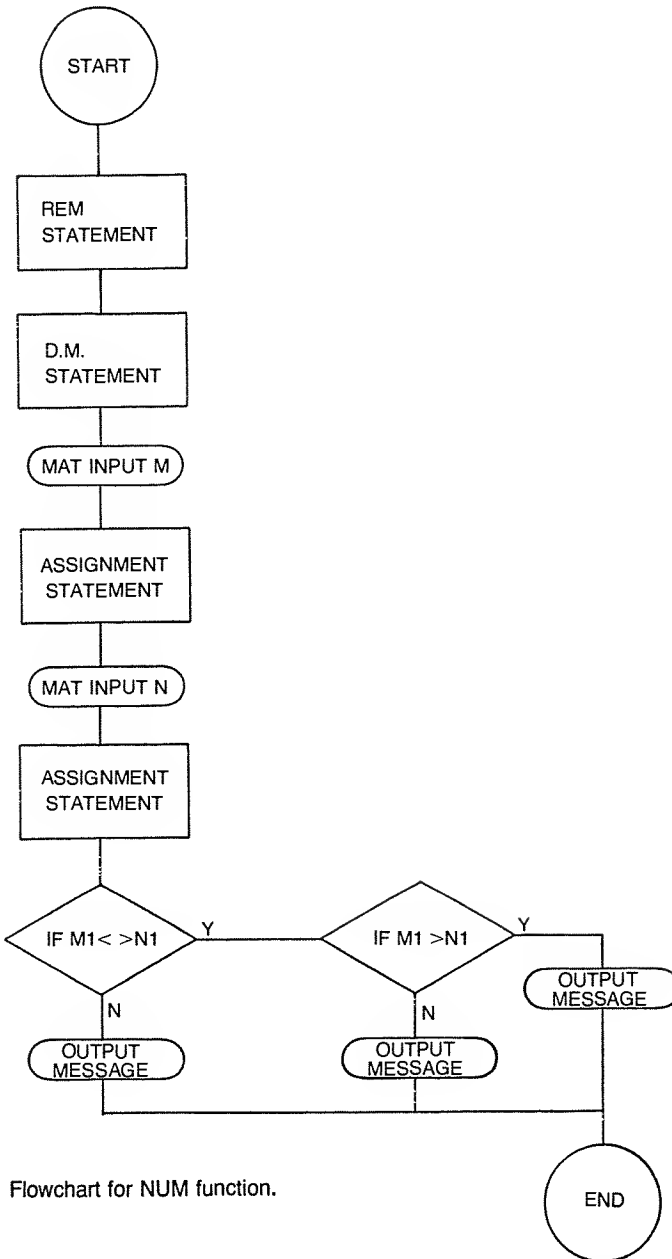 START
REM
STATEMENT
D.M.
STATEMENT
MAT INPUT M
ASSIGNMENT
STATEMENT
MAT INPUT N
ASSIGNMENT
STATEMENT
IF M1< >N1
Y
N
IF M1 >N1
Y
N
OUTPUT
MESSAGE
OUTPUT
MESSAGE
OUTPUT
MESSAGE
END
Flowchart for NUM function.